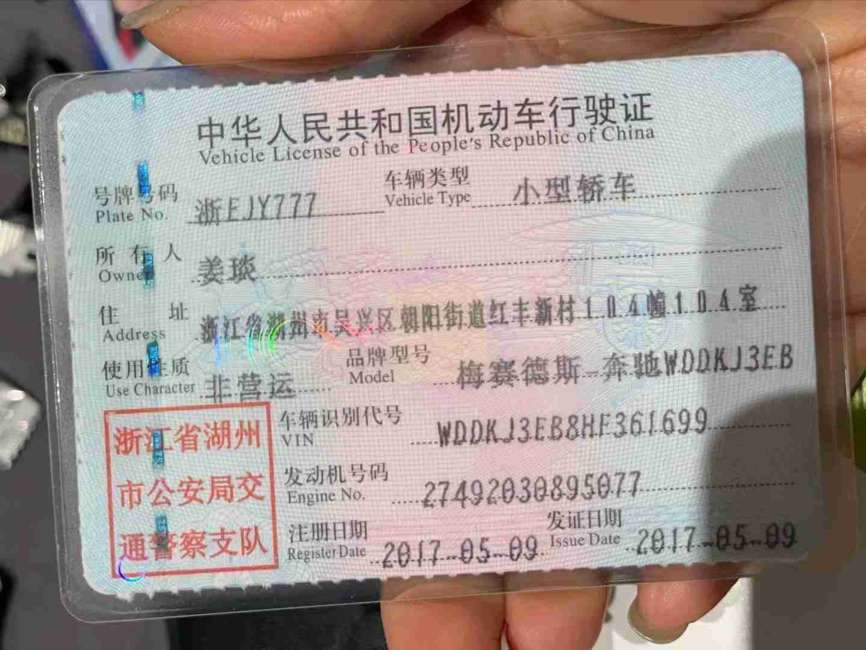 中华人民共和国机动车行驶证
Vehicle License of the People's Republic of China
号牌号码 浙EJY777 车辆类型 小型轿车
Plate No. Vehicle Type
所有人 姜琰
Owner
住址 浙江省湖州市吴兴区朝阳街道红丰新村104幢104室
Address
使用性质 非营运 品牌型号 梅赛德斯-奔驰WDDKJ3EB
Use Character Model
浙江省湖州
市公安局交
通警察支队
车辆识别代号 WDDKJ3EB8HF361699
VIN
发动机号码 27492030895077
Engine No.
注册日期 2017-05-09 发证日期 2017-05-09
Register Date Issue Date